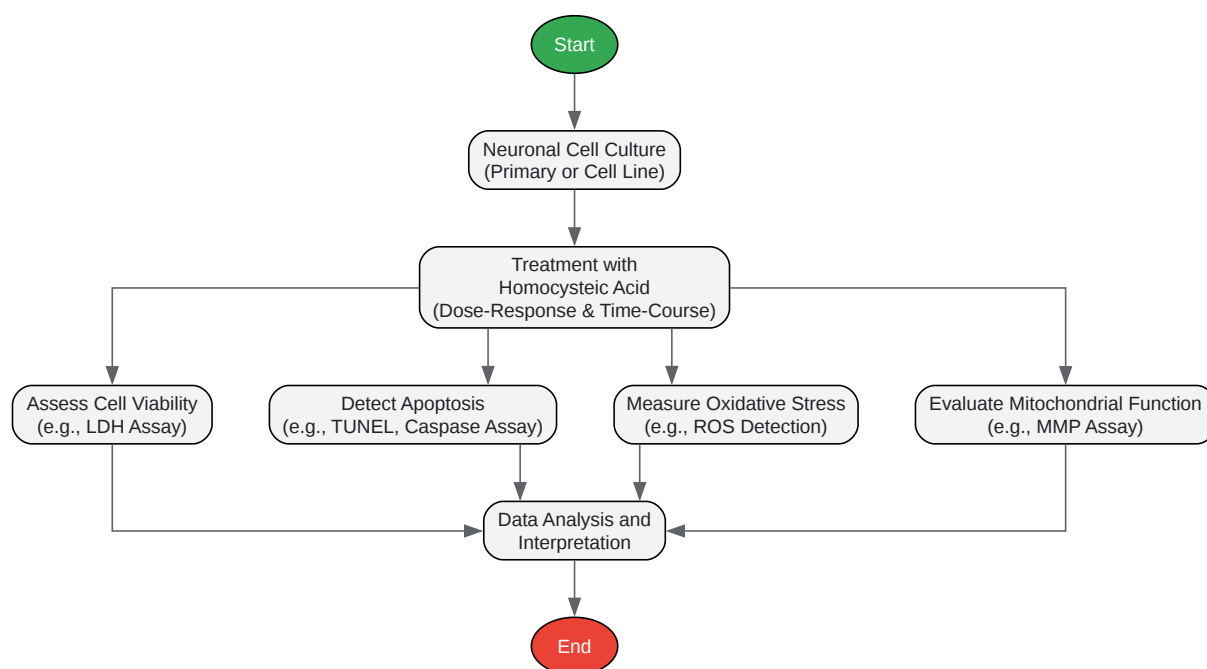 Start
Neuronal Cell Culture
(Primary or Cell Line)
Treatment with
Homocysteic Acid
(Dose-Response & Time-Course)
Assess Cell Viability
(e.g., LDH Assay)
Detect Apoptosis
(e.g., TUNEL, Caspase Assay)
Measure Oxidative Stress
(e.g., ROS Detection)
Evaluate Mitochondrial Function
(e.g., MMP Assay)
Data Analysis and
Interpretation
End